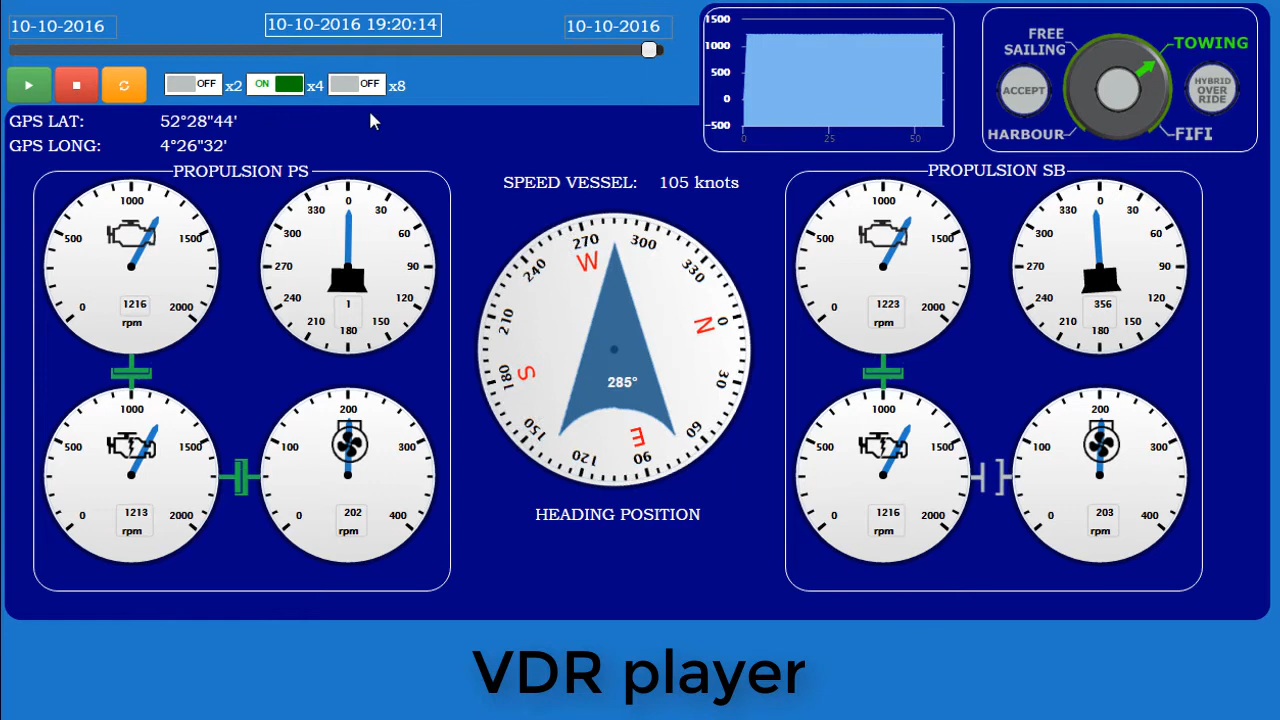 10-10-2016
10-10-2016 19:20:14
10-10-2016
OFF x2
ON x4
OFF x8
1500
1000
500
0
-500
0 25 50
FREE SAILING
TOWING
ACCEPT
HYBRID OVER RIDE
HARBOUR
FIFI
GPS LAT: 52°28"44'
GPS LONG: 4°26"32'
PROPULSION PS
0 500 1000 1500 2000
1216
rpm
0 30 60 90 120 150 180 210 240 270 300 330
1
0 500 1000 1500 2000
1213
rpm
0 100 200 300 400
202
rpm
SPEED VESSEL: 105 knots
270 300 330 0 30 60 90 120 150 180 210 240
W N E S
285°
HEADING POSITION
PROPULSION SB
0 500 1000 1500 2000
1223
rpm
0 30 60 90 120 150 180 210 240 270 300 330
356
0 500 1000 1500 2000
1216
rpm
0 100 200 300 400
203
rpm
VDR player